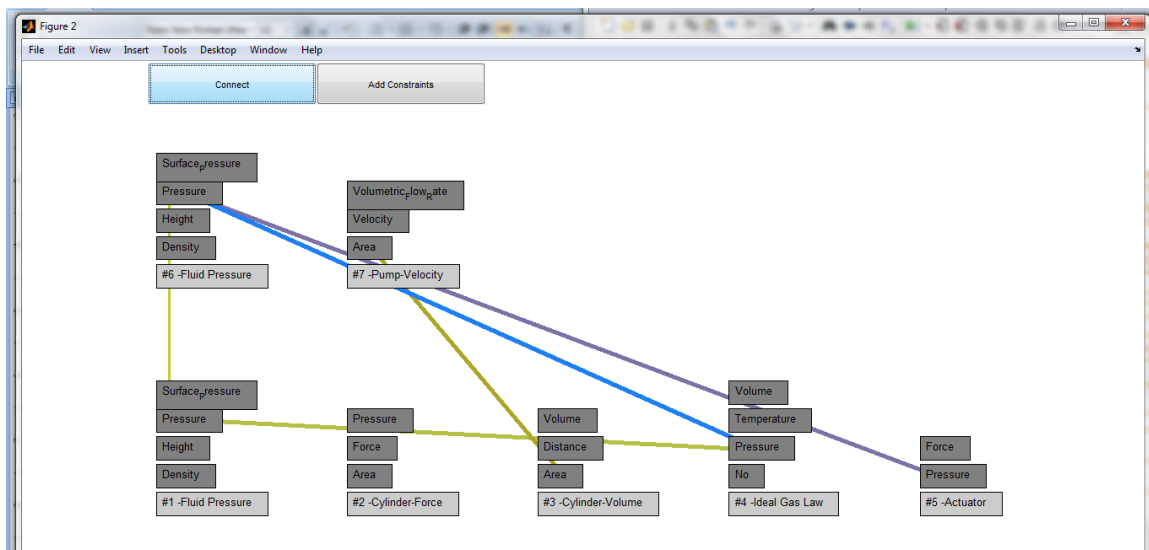 Figure 2
File Edit View Insert Tools Desktop Window Help
Connect Add Constraints
Surface_pressure
Pressure
Height
Density
#6 -Fluid Pressure
Volumetric_Flow_Rate
Velocity
Area
#7 -Pump-Velocity
Surface_pressure
Pressure
Height
Density
#1 -Fluid Pressure
Pressure
Force
Area
#2 -Cylinder-Force
Volume
Distance
Area
#3 -Cylinder-Volume
Volume
Temperature
Pressure
No
#4 -Ideal Gas Law
Force
Pressure
#5 -Actuator